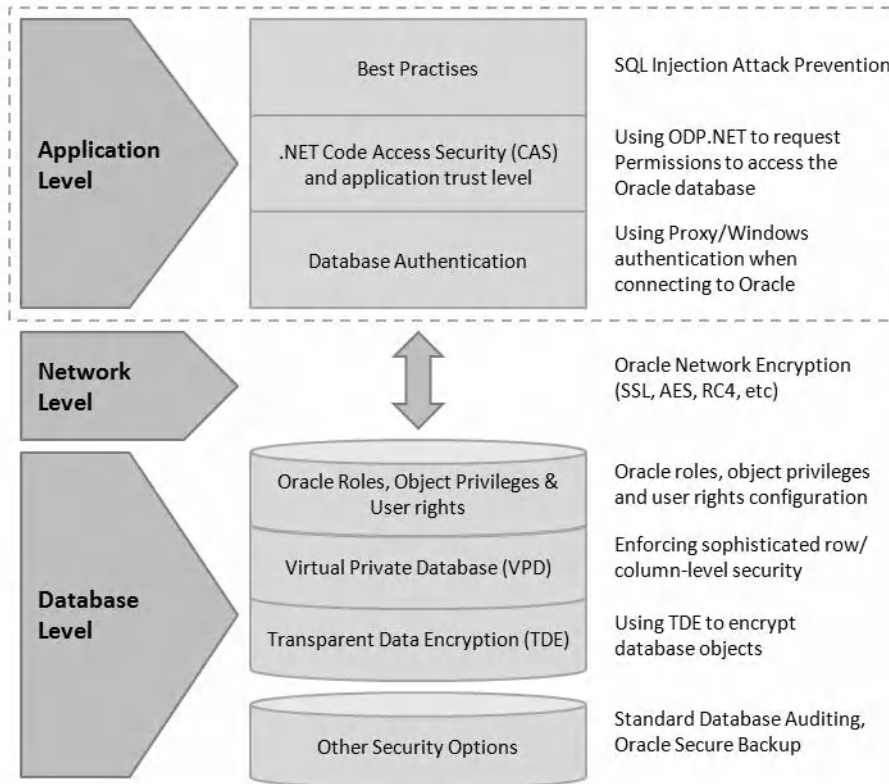 Application
Level
Best Practises
SQL Injection Attack Prevention
.NET Code Access Security (CAS)
and application trust level
Using ODP.NET to request
Permissions to access the
Oracle database
Database Authentication
Using Proxy/Windows
authentication when
connecting to Oracle
Network
Level
Oracle Network Encryption
(SSL, AES, RC4, etc)
Database
Level
Oracle Roles, Object Privileges &
User rights
Oracle roles, object privileges
and user rights configuration
Virtual Private Database (VPD)
Enforcing sophisticated row/
column-level security
Transparent Data Encryption (TDE)
Using TDE to encrypt
database objects
Other Security Options
Standard Database Auditing,
Oracle Secure Backup